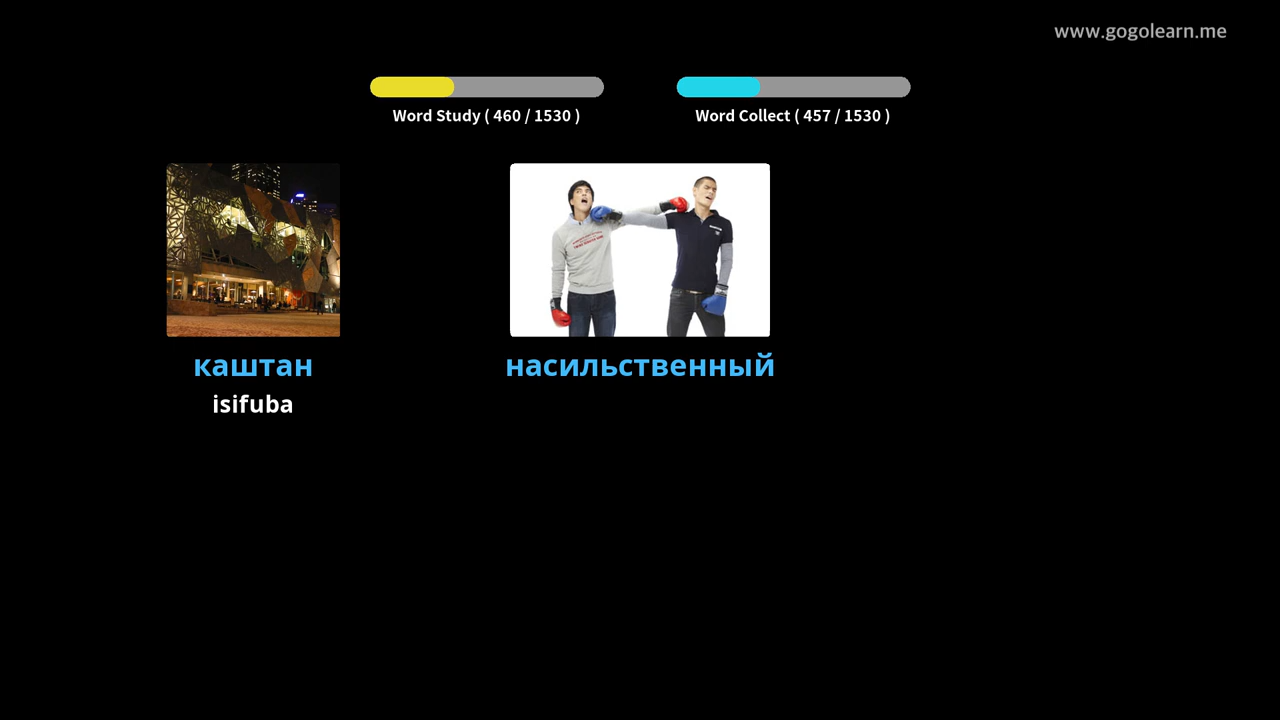 www.gogolearn.me
Word Study ( 460 / 1530 )
Word Collect ( 457 / 1530 )
каштан
isifuba
насильственный